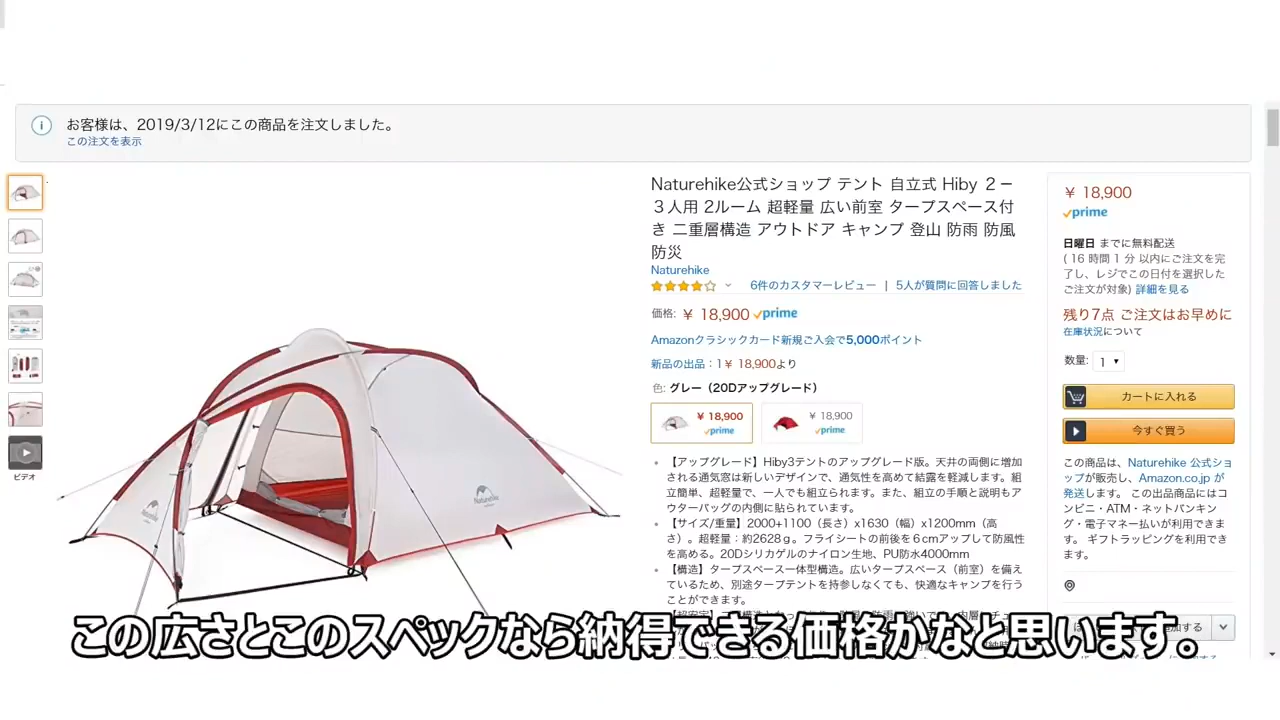 お客様は、2019/3/12にこの商品を注文しました。
この注文を表示
ビデオ
Naturehike
Naturehike公式ショップ テント 自立式 Hiby ２－
３人用 2ルーム 超軽量 広い前室 タープスペース付
き 二重層構造 アウトドア キャンプ 登山 防雨 防風
防災
Naturehike
6件のカスタマーレビュー | 5人が質問に回答しました
価格: ￥ 18,900 prime
Amazonクラシックカード新規ご入会で5,000ポイント
新品の出品：1￥ 18,900より
色: グレー（20Dアップグレード）
￥ 18,900 prime
￥ 18,900 prime
【アップグレード】Hiby3テントのアップグレード版。天井の両側に増加
される通気窓は新しいデザインで、通気性を高めて結露を軽減します。組
立簡単、超軽量で、一人でも組立られます。また、組立の手順と説明もア
ウターバッグの内側に貼られています。
【サイズ/重量】2000+1100（長さ）x1630（幅）x1200mm（高
さ）。超軽量：約2628ｇ。フライシートの前後を６cmアップして防風性
を高める。20Dシリカゲルのナイロン生地、PU防水4000mm
【構造】タープスペース一体型構造。広いタープスペース（前室）を備え
ているため、別途タープテントを持参しなくても、快適なキャンプを行う
ことができます。
￥ 18,900
prime
日曜日 までに無料配送
( 16 時間 1 分 以内にご注文を完
了し、レジでこの日付を選択した
ご注文が対象) 詳細を見る
残り7点 ご注文はお早めに
在庫状況について
数量: 1
カートに入れる
今すぐ買う
この商品は、Naturehike 公式ショ
ップが販売し、Amazon.co.jp が
発送します。 この出品商品にはコ
ンビニ・ATM・ネットバンキン
グ・電子マネー払いが利用できま
す。 ギフトラッピングを利用でき
ます。
この広さとこのスペックなら納得できる価格かなと思います。